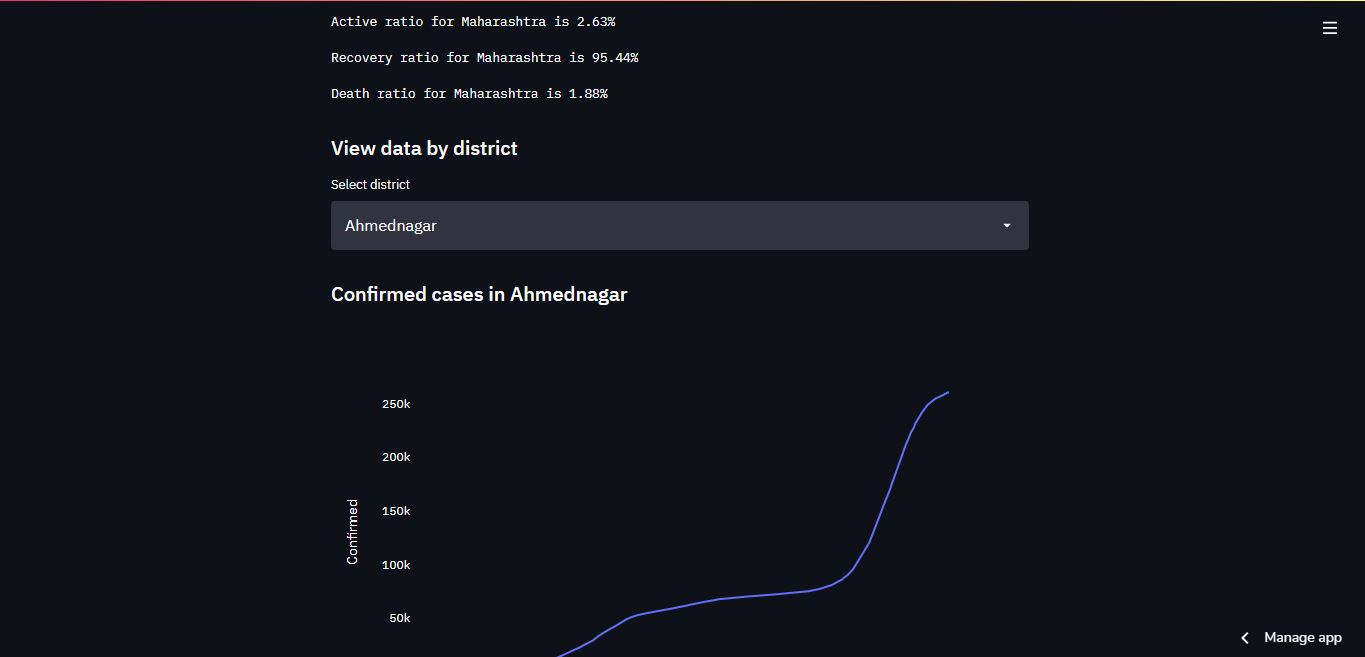 Active ratio for Maharashtra is 2.63%
Recovery ratio for Maharashtra is 95.44%
Death ratio for Maharashtra is 1.88%
View data by district
Select district
Ahmednagar
Confirmed cases in Ahmednagar
250k
200k
150k
100k
50k
Confirmed
Manage app